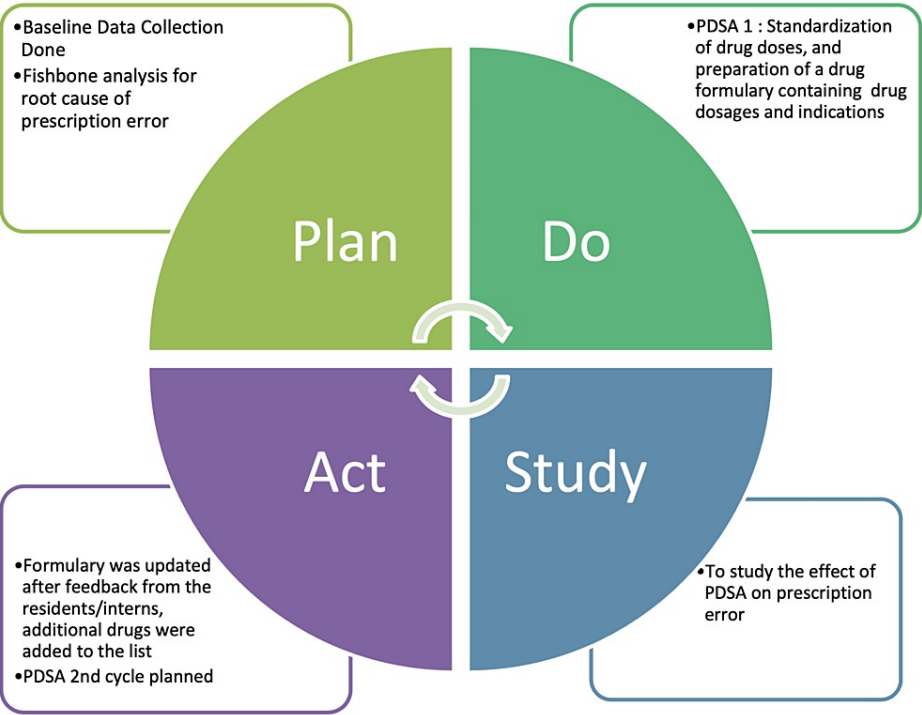 •Baseline Data Collection
Done
•Fishbone analysis for
root cause of
prescription error
•PDSA 1 : Standardization
of drug doses, and
preparation of a drug
formulary containing drug
dosages and indications
Plan
Do
Act
Study
•Formulary was updated
after feedback from the
residents/interns,
additional drugs were
added to the list
•PDSA 2nd cycle planned
•To study the effect of
PDSA on prescription
error